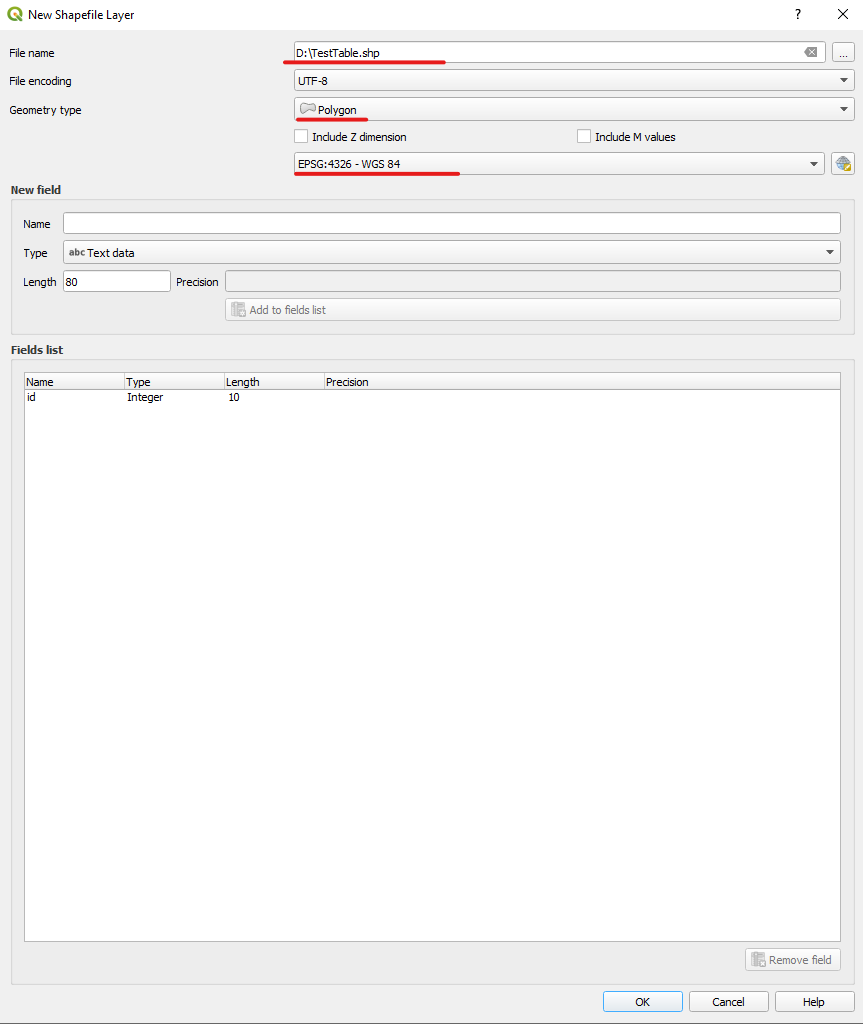 New Shapefile Layer ?
File name D:\TestTable.shp ...
File encoding UTF-8
Geometry type Polygon
Include Z dimension Include M values
EPSG:4326 - WGS 84
New field
Name
Type abc Text data
Length 80 Precision
Add to fields list
Fields list
Name Type Length Precision
id Integer 10
Remove field
OK Cancel Help